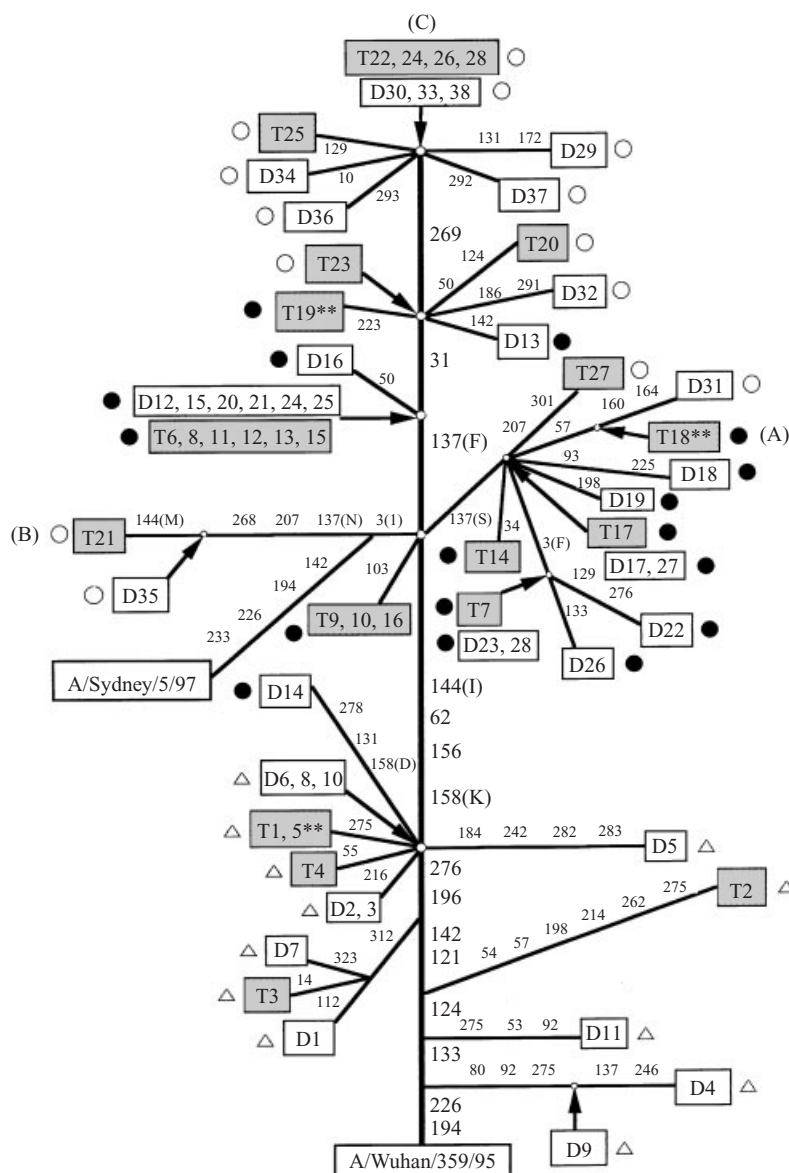 (C)
T22, 24, 26, 28
D30, 33, 38
T25
129
131 172
D29
D34
10
D36
293
292
D37
269
T20
124
T23
50
186 291
D32
T19**
223
142
D13
D16
31
50
T27
D12, 15, 20, 21, 24, 25
T6, 8, 11, 12, 13, 15
301
164
D31
160
207
57
T18**
(A)
137(F)
93
225
D18
198
D19
(B)
T21
144(M)
268
207
137(N)
3(1)
137(S)
34
T17
T14
3(F)
D17, 27
142
103
D35
194
129
T7
276
226
T9, 10, 16
133
D22
D23, 28
233
D26
A/Sydney/5/97
144(I)
D14
278
62
131
156
158(D)
D6, 8, 10
158(K)
T1, 5**
275
184 242 282 283
D5
55
T4
276
216
275
T2
D2, 3
196
262
214
312
142
198
D7
121
57
323
54
T3
14
112
124
D1
275 53 92
D11
133
80 92 275 137 246
D4
226
194
D9
A/Wuhan/359/95